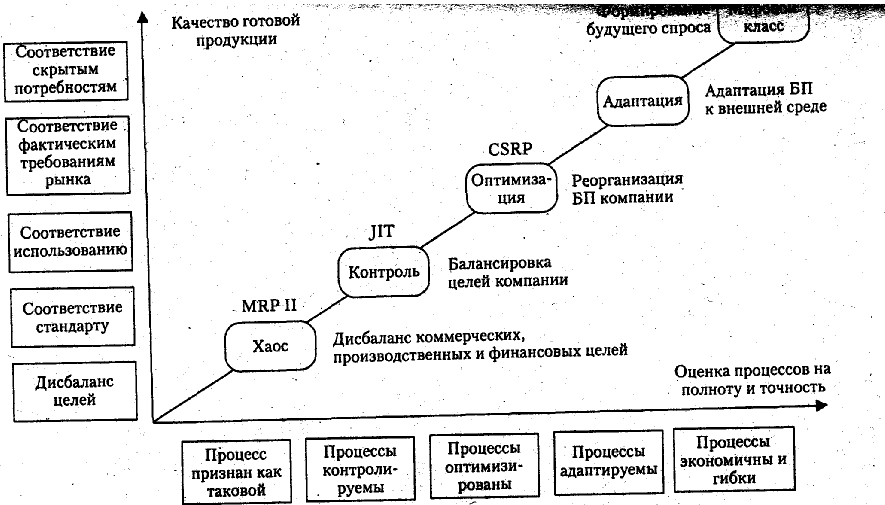 Качество готовой
продукции
Формирование
будущего спроса
Мировой
класс
Соответствие
скрытым
потребностям
Адаптация
Адаптация БП
к внешней среде
Соответствие
фактическим
требованиям
рынка
CSRP
Оптимиза-
ция
Реорганизация
БП компании
Соответствие
использованию
JIT
Контроль
Балансировка
целей компании
Соответствие
стандарту
MRP II
Хаос
Дисбаланс коммерческих,
производственных и финансовых целей
Дисбаланс
целей
Оценка процессов на
полноту и точность
Процесс
признан как
таковой
Процессы
контроли-
руемы
Процессы
оптимизи-
рованы
Процессы
адаптируемы
Процессы
экономичны и
гибки